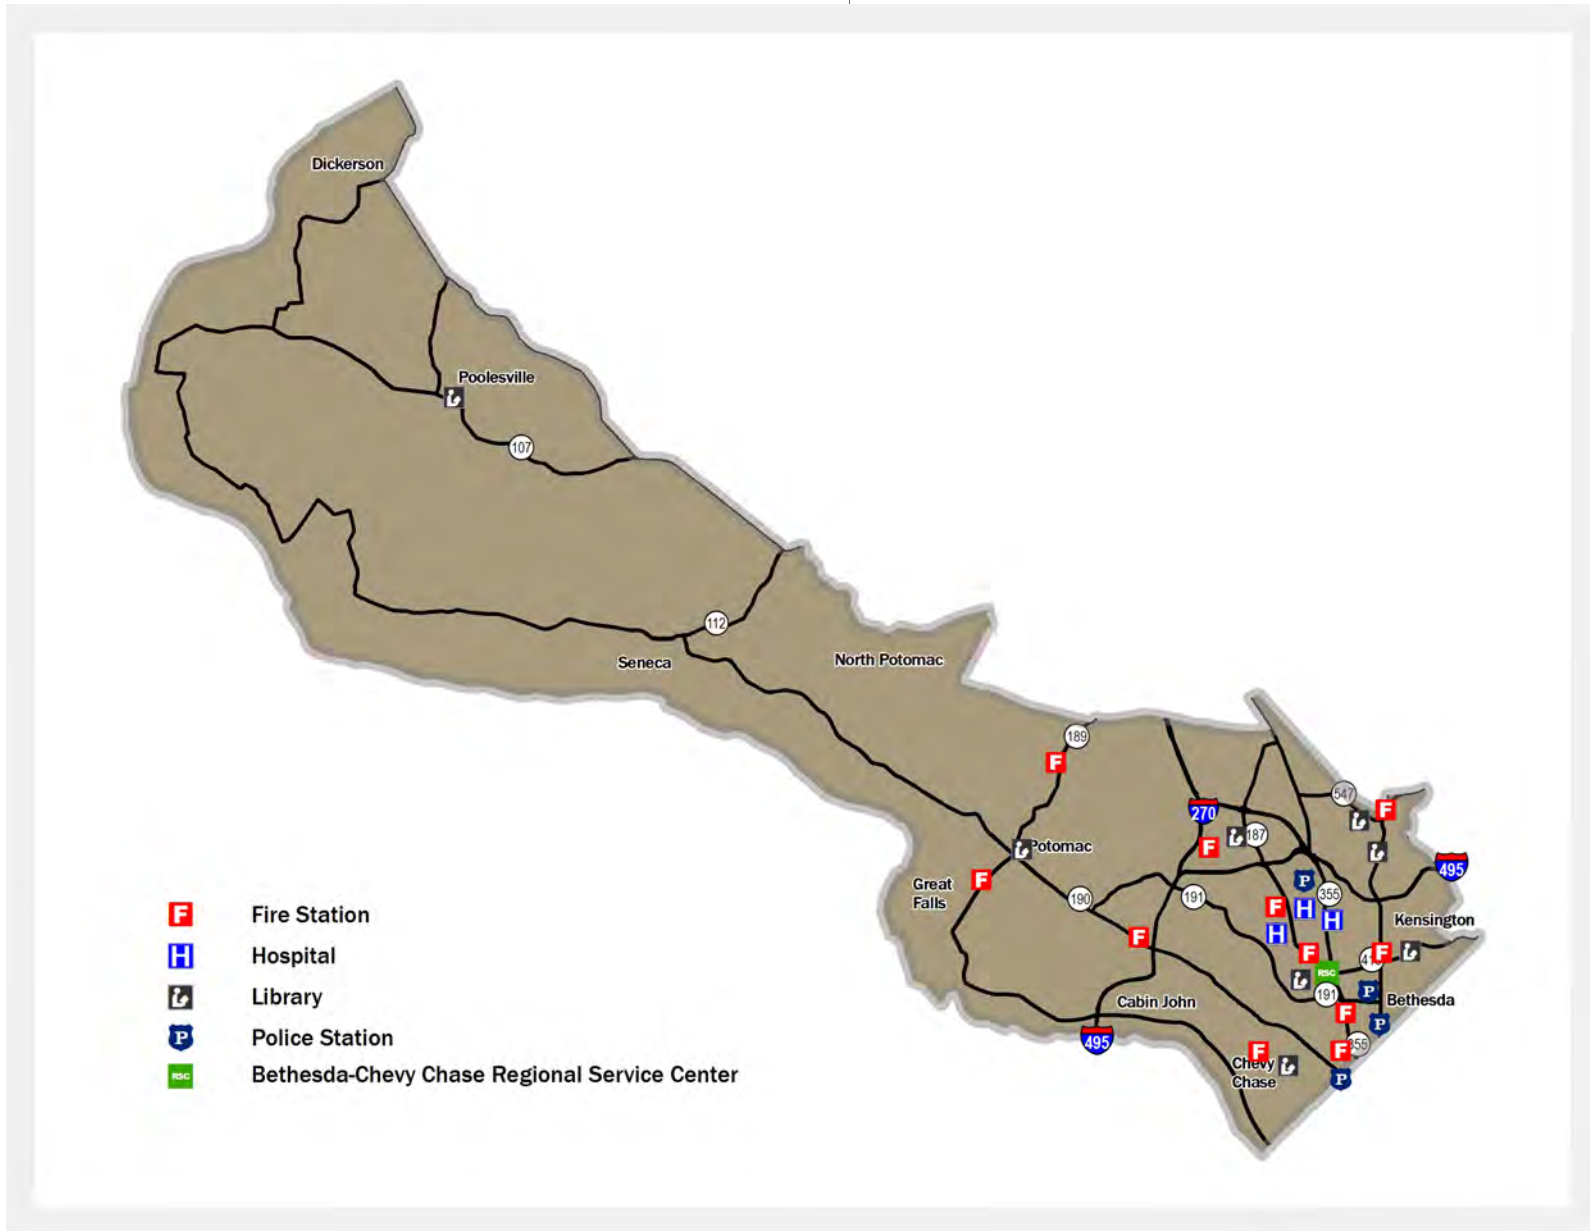 Dickerson
Poolesville
107
112
Seneca
North Potomac
189
270
547
187
Potomac
495
Great
Falls
190
191
P
355
F
H
Kensington
RSC
191
Bethesda
Cabin John
495
355
Chevy
Chase
F Fire Station
H Hospital
Library
P Police Station
RSC Bethesda-Chevy Chase Regional Service Center